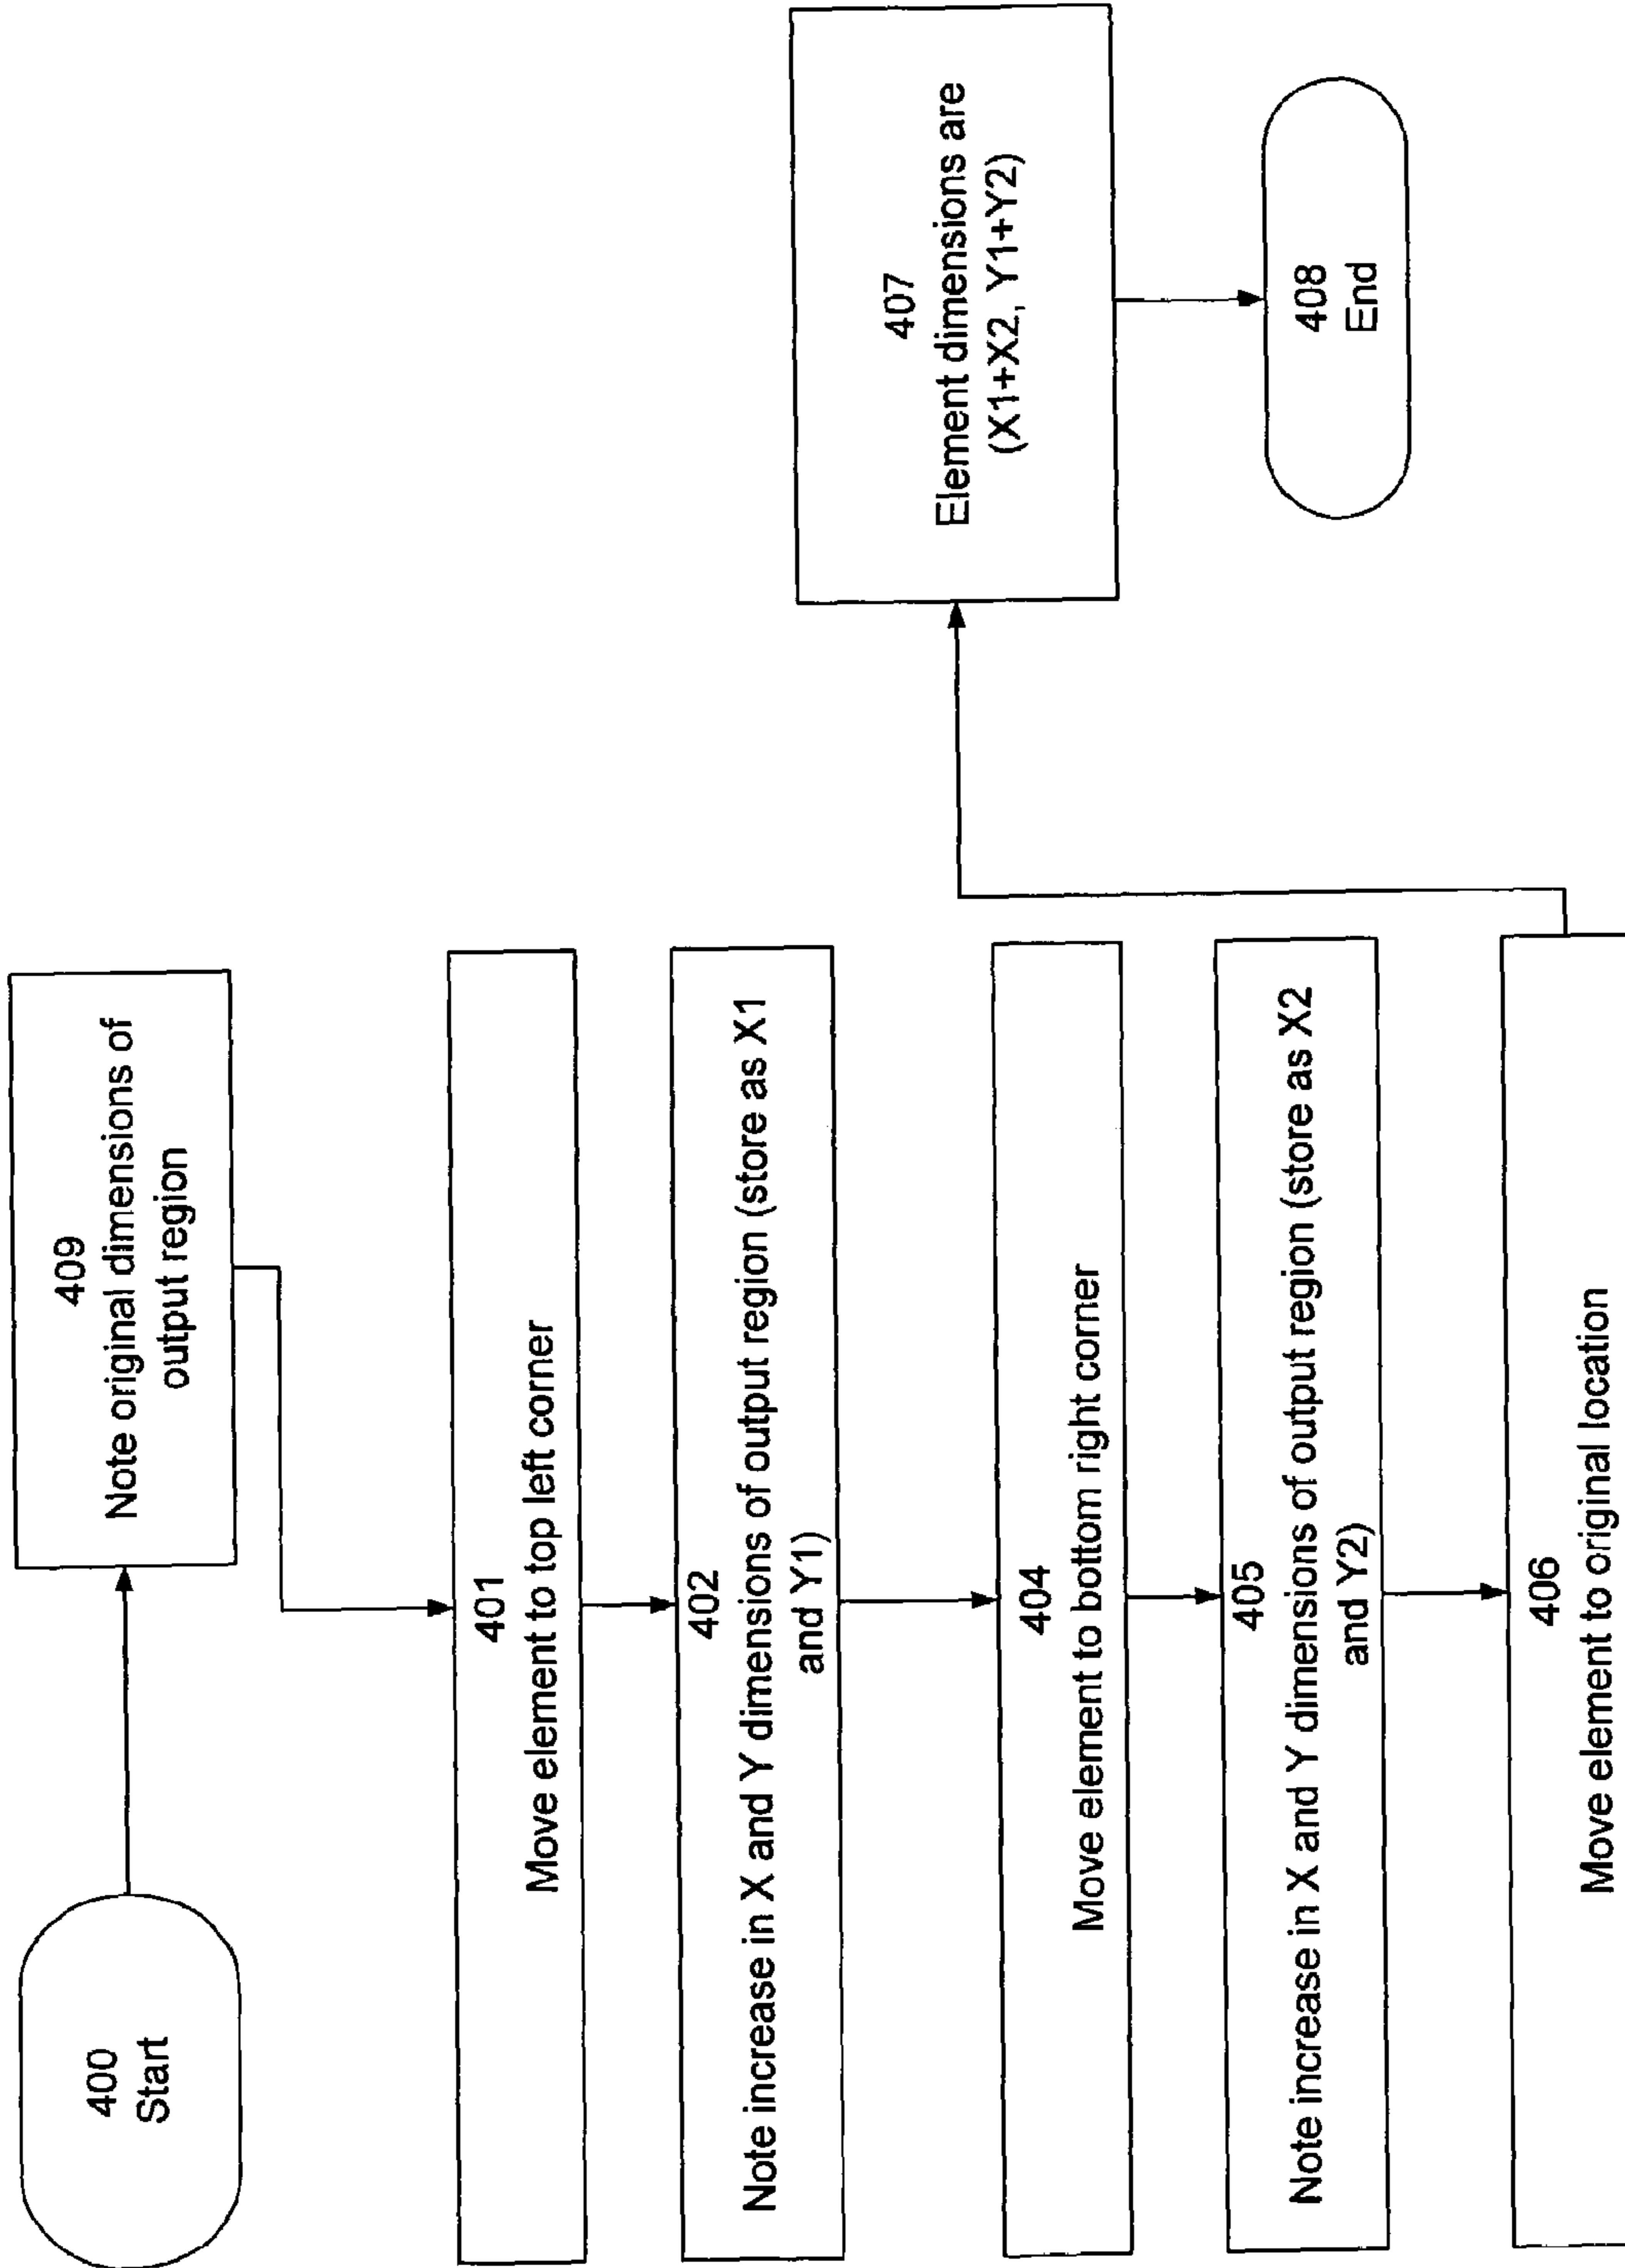 400
Start
409
Note original dimensions of
output region
401
Move element to top left corner
402
Note increase in X and Y dimensions of output region (store as X1
and Y1)
404
Move element to bottom right corner
405
Note increase in X and Y dimensions of output region (store as X2
and Y2)
406
Move element to original location
407
Element dimensions are
(X1+X2, Y1+Y2)
408
End